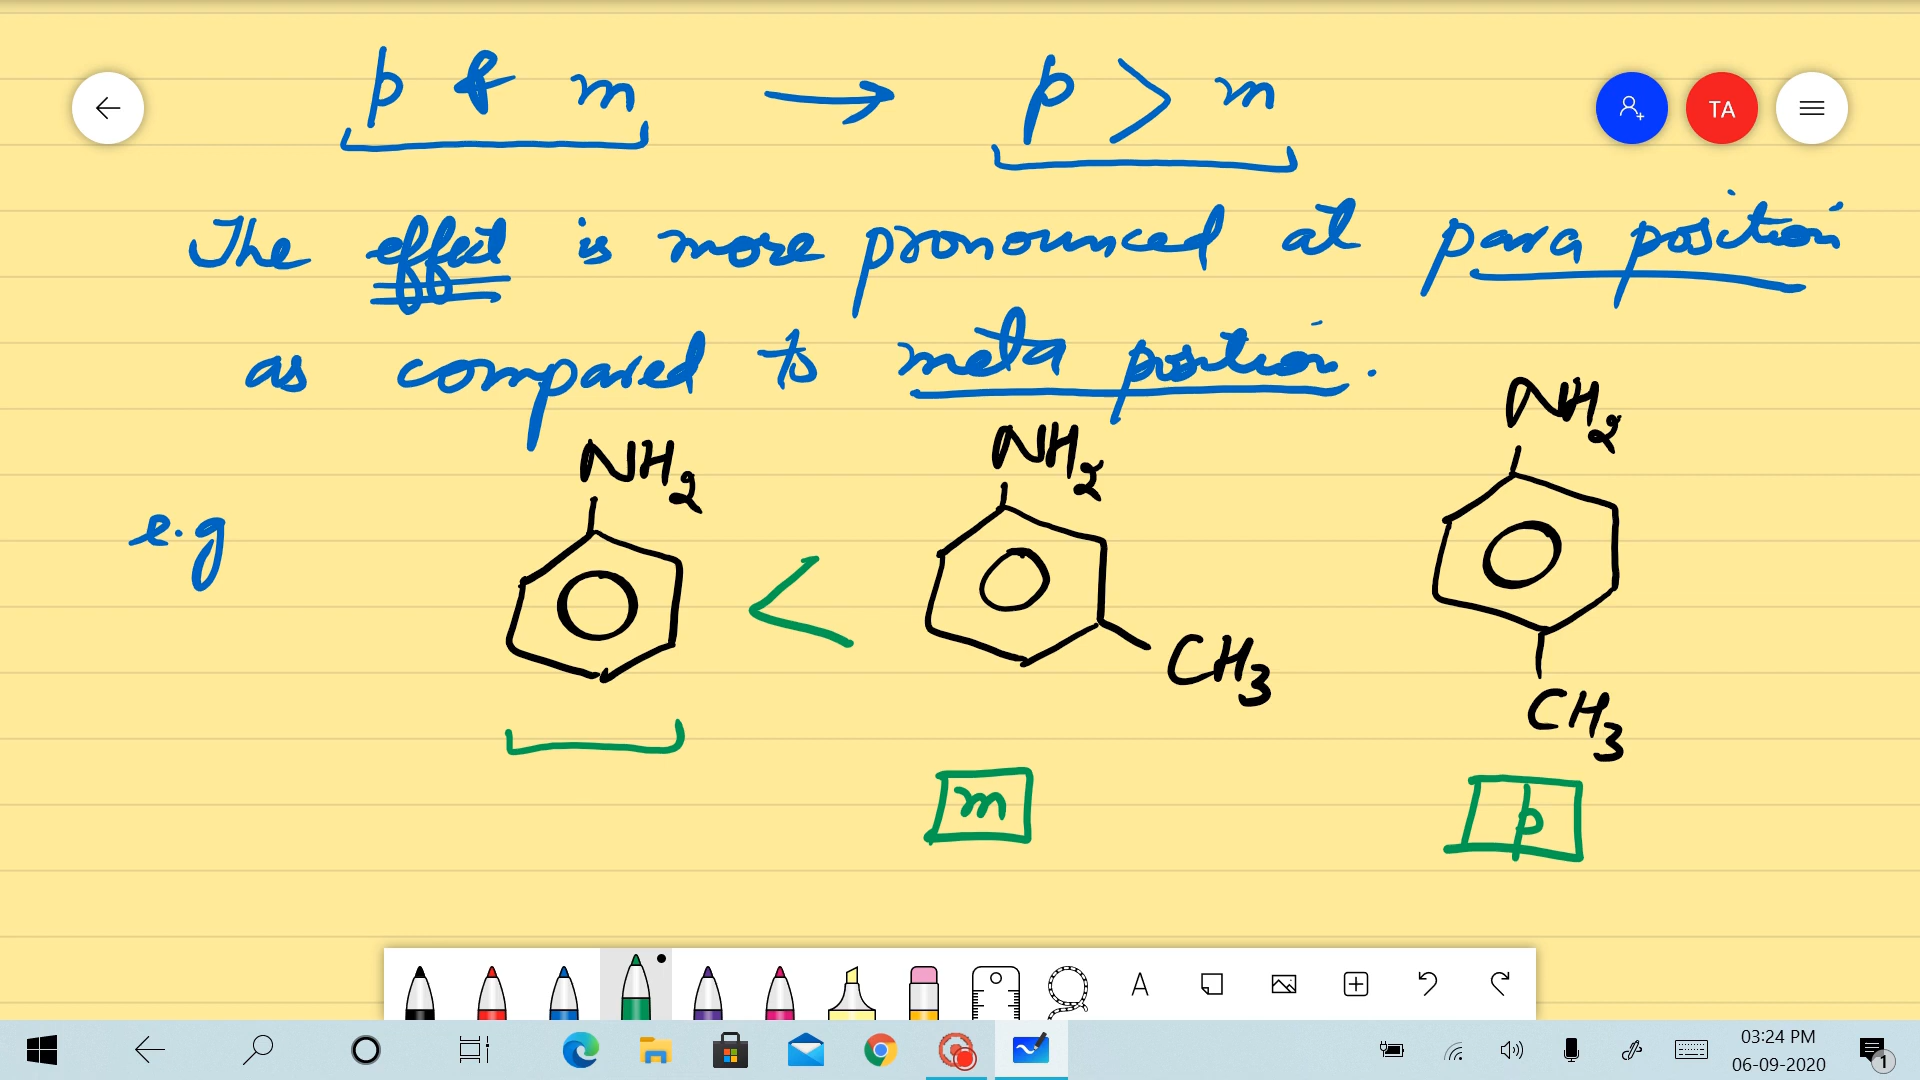 p & m → p > m
TA
The effect is more pronounced at para position
as compared to meta position.
e.g
NH2 < NH2 NH2
CH3
CH3
m
p
A
03:24 PM
06-09-2020
1